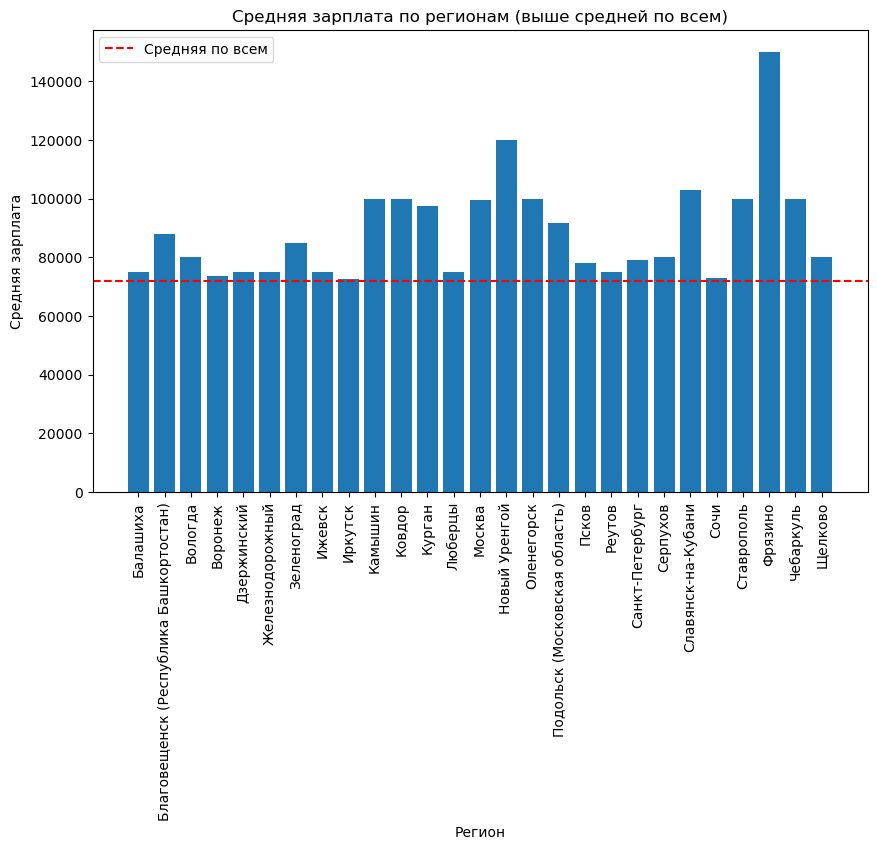 Средняя зарплата по регионам (выше средней по всем)
Средняя по всем
Средняя зарплата
140000
120000
100000
80000
60000
40000
20000
0
Балашиха
Благовещенск (Республика Башкортостан)
Вологда
Воронеж
Дзержинский
Железнодорожный
Зеленоград
Ижевск
Иркутск
Камышин
Ковдор
Курган
Люберцы
Москва
Новый Уренгой
Оленегорск
Подольск (Московская область)
Псков
Реутов
Санкт-Петербург
Серпухов
Славянск-на-Кубани
Сочи
Ставрополь
Фрязино
Чебаркуль
Щелково
Регион